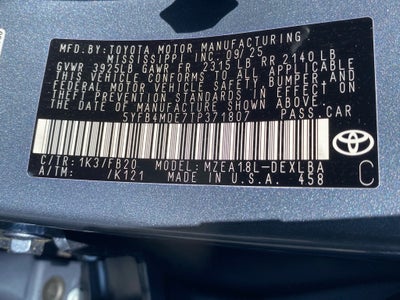 MFD.BY:TOYOTA MOTOR MANUFACTURING
MISSISSIPPI INC. 09/25
GVWR 3925LB GAWR FR 2315LB RR 2140LB
THIS VEHICLE CONFORMS TO ALL APPLICABLE
FEDERAL MOTOR VEHICLE SAFETY, BUMPER, AND
THEFT PREVENTION STANDARDS IN EFFECT ON
THE DATE OF MANUFACTURE SHOWN ABOVE.
5YFB4MDE7TP371807 PASS.CAR
C/TR:1K3/FB20 MODEL:MZEA18L-DEXLBA
A/TM: /K121 MADE IN U.S.A. 458
TOYOTA
C